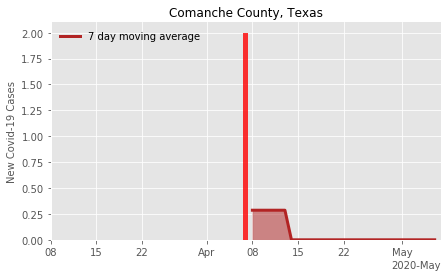 Comanche County, Texas
7 day moving average
New Covid-19 Cases
2.00
1.75
1.50
1.25
1.00
0.75
0.50
0.25
0.00
08 15 22 Apr 08 15 22 May
2020-May